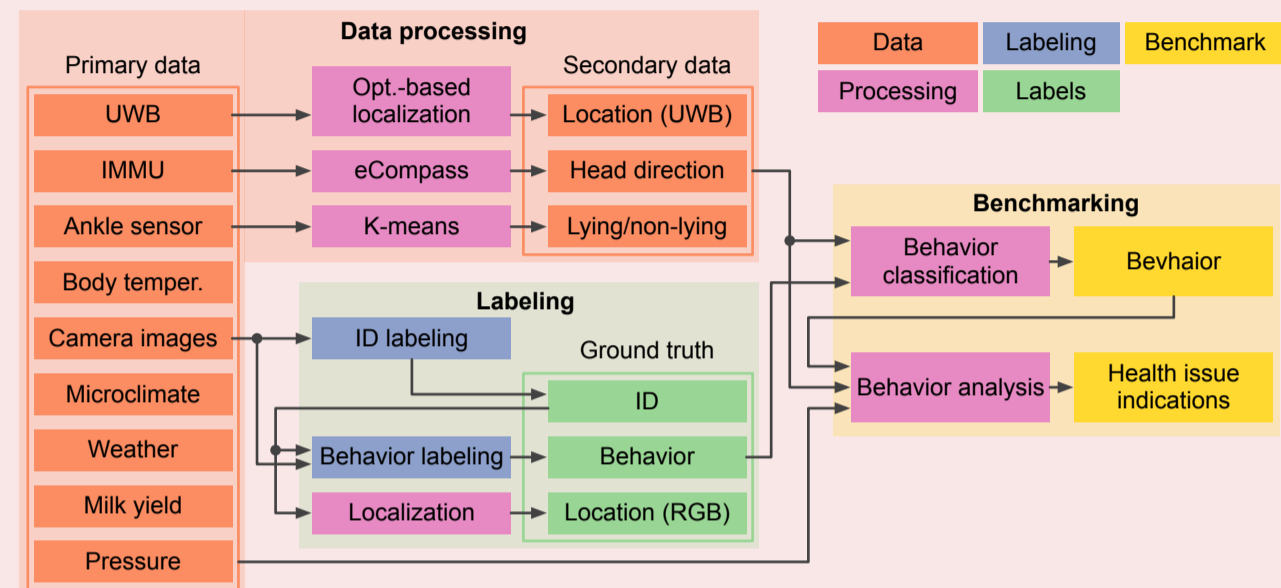 Data processing
Primary data
Secondary data
UWB
Opt.-based
localization
Location (UWB)
IMMU
eCompass
Head direction
Ankle sensor
K-means
Lying/non-lying
Body temper.
Camera images
Microclimate
Weather
Milk yield
Pressure
Labeling
ID labeling
Ground truth
ID
Behavior labeling
Behavior
Localization
Location (RGB)
Data
Labeling
Benchmark
Processing
Labels
Benchmarking
Behavior
classification
Bevhaior
Behavior analysis
Health issue
indications